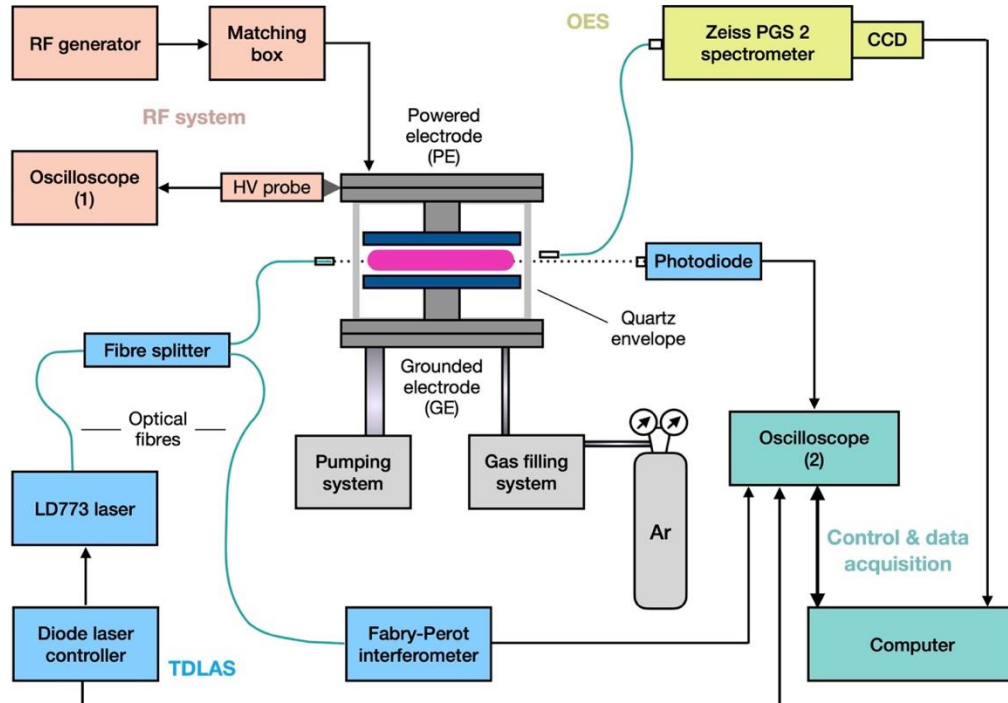 OES
RF generator
Matching
box
Zeiss PGS 2
spectrometer
CCD
RF system
Powered
electrode
(PE)
Oscilloscope
(1)
HV probe
Photodiode
Quartz
envelope
Fibre splitter
Grounded
electrode
(GE)
Optical
fibres
Pumping
system
Gas filling
system
Oscilloscope
(2)
LD773 laser
Ar
Control & data
acquisition
Diode laser
controller
TDLAS
Fabry-Perot
interferometer
Computer